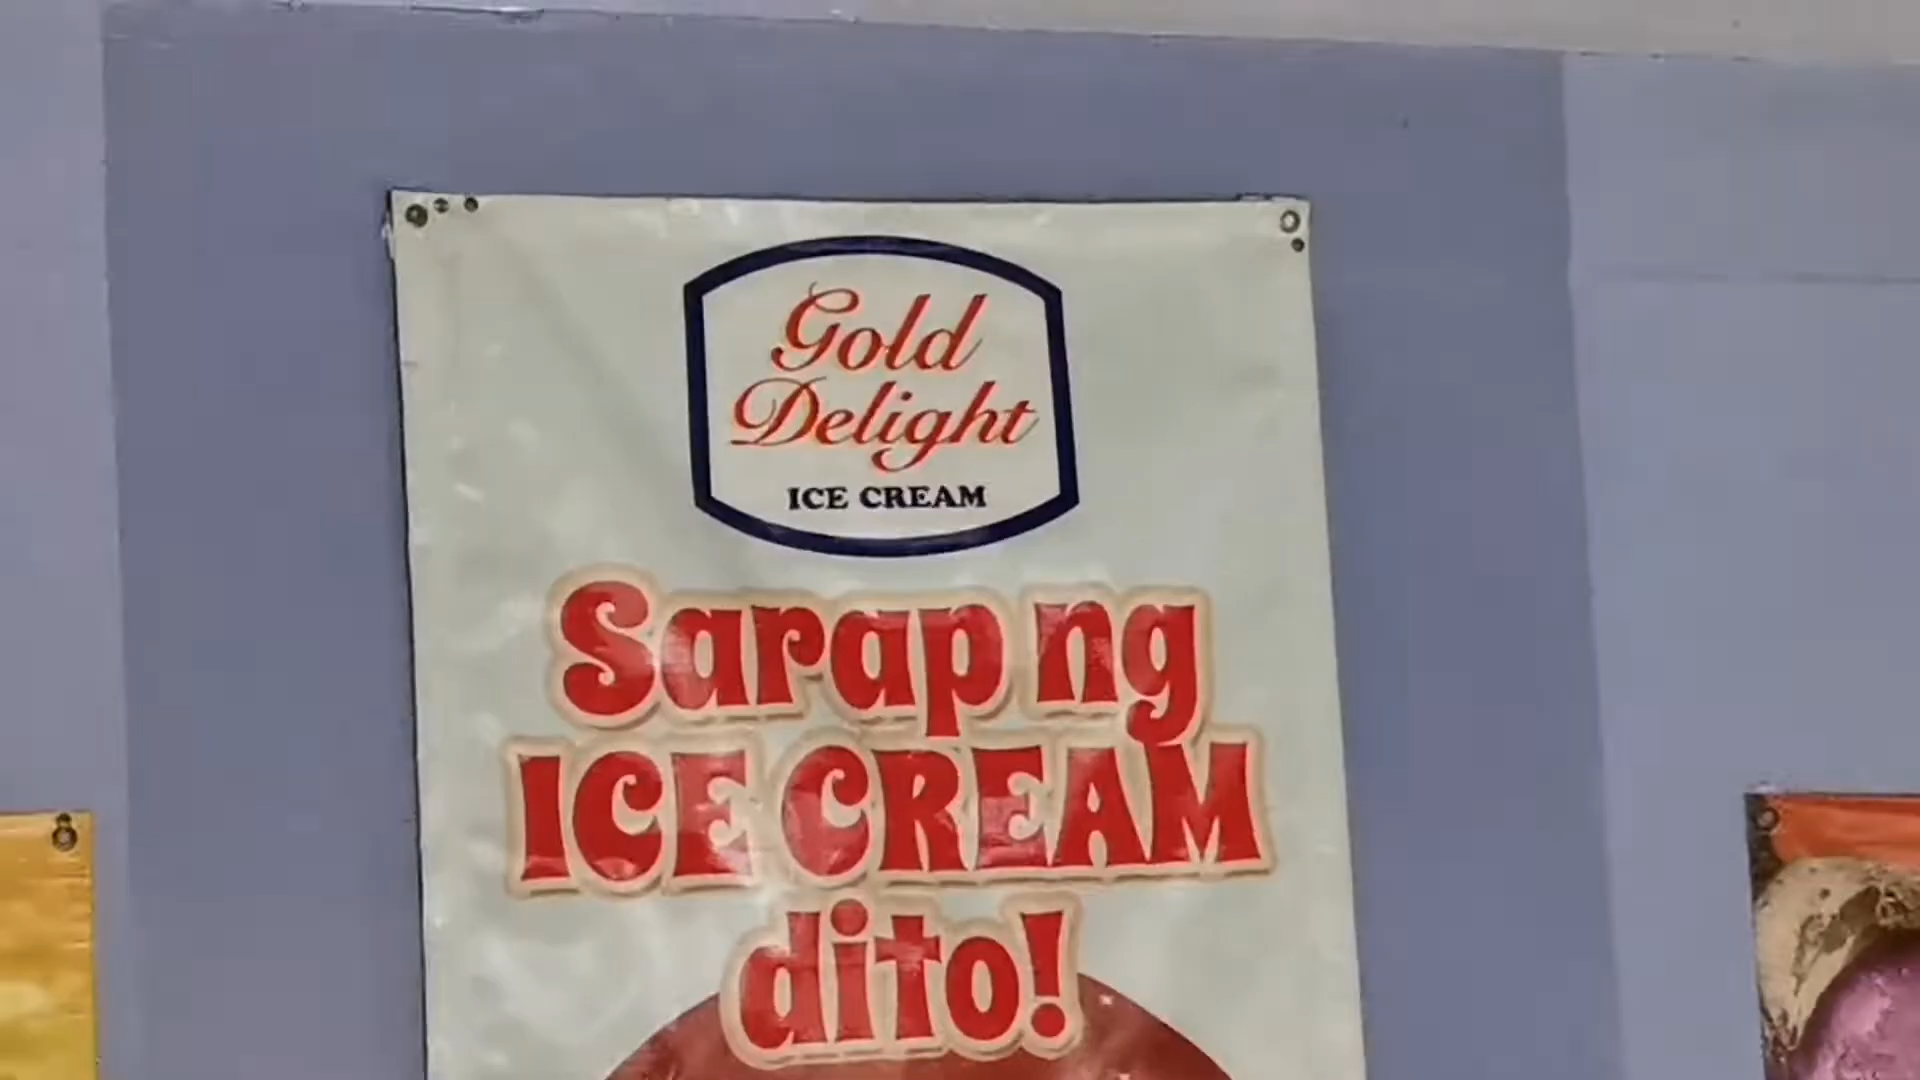 Gold
Delight
ICE CREAM
Sarap ng
ICE CREAM
dito!